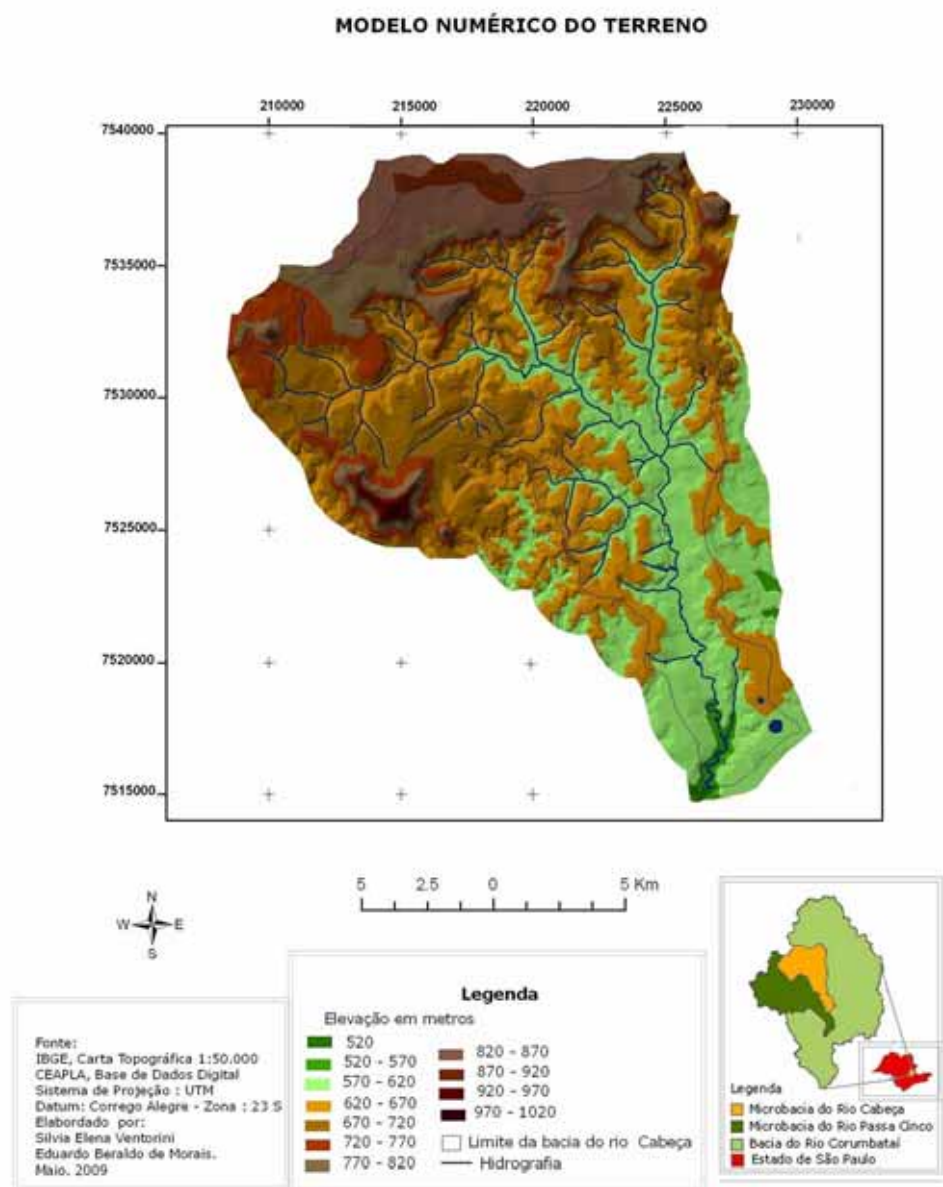 MODELO NUMÉRICO DO TERRENO
210000 215000 220000 225000 230000
7540000
7515000
7510000
7525000
7520000
7515000
5 2.5 0 5 Km
N
W E
S
Fonte:
IBGE, Carta Topográfica 1:50.000
CEAPLA, Base de Dados Digital
Sistema de Projeção : UTM
Datum: Corrego Alegre - Zona : 23 S
Elaborado por:
Silvia Elena Ventorini
Eduardo Beraldo de Morais.
Maio. 2009
Legenda
Elevação em metros
520
520 - 570
570 - 620
620 - 670
670 - 720
720 - 770
770 - 820
820 - 870
870 - 920
920 - 970
970 - 1020
Limite da bacia do rio Cabeça
Hidrografia
Legenda
Microbacia do Rio Cabeça
Microbacia do Rio Passa Cinco
Bacia do Rio Corumbataí
Estado de São Paulo